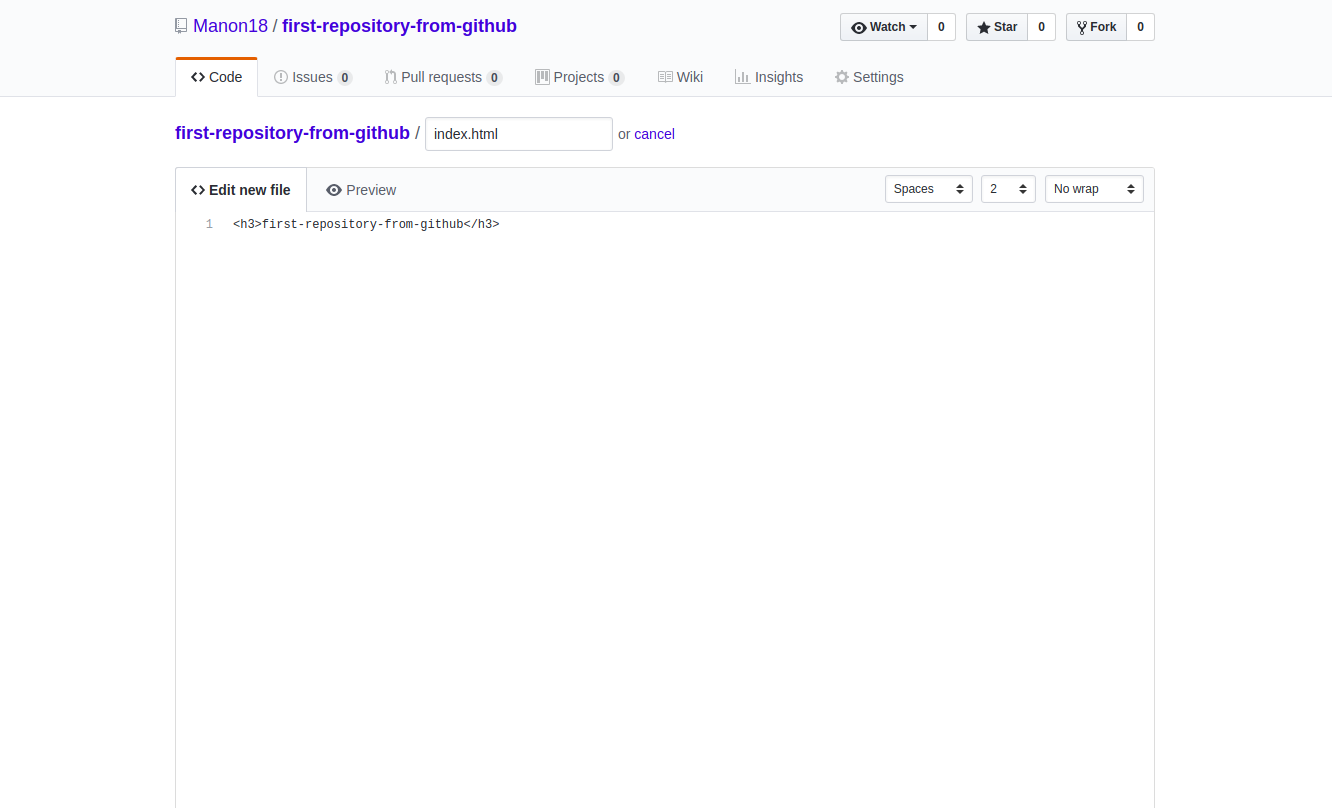 Manon18 / first-repository-from-github
Watch 0 Star 0 Fork 0
Code Issues 0 Pull requests 0 Projects 0 Wiki Insights Settings
first-repository-from-github / index.html or cancel
Edit new file Preview Spaces 2 No wrap
1 <h3>first-repository-from-github</h3>